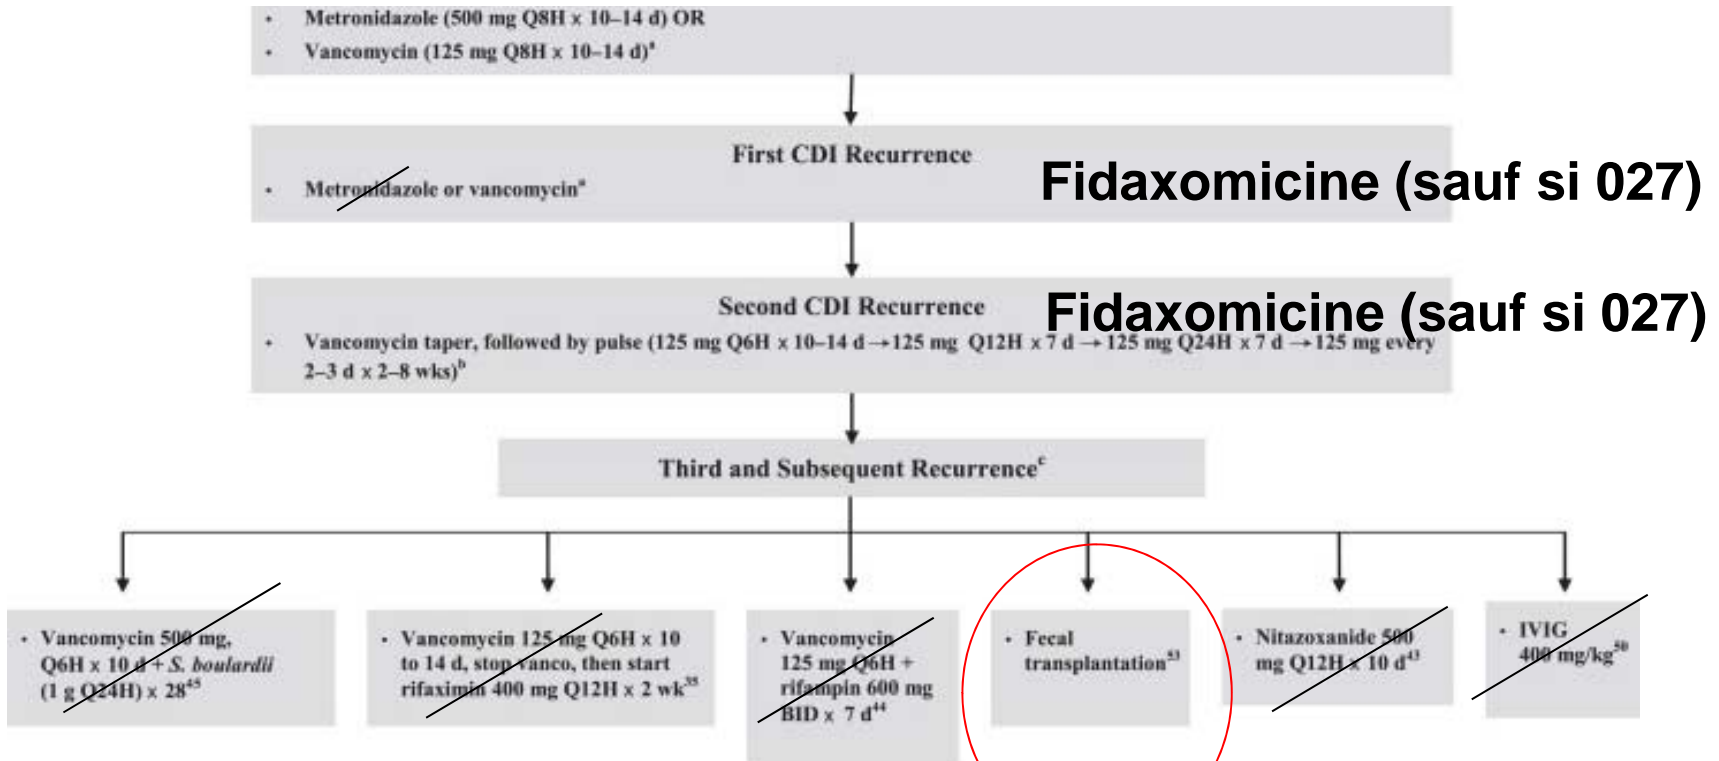 • Metronidazole (500 mg Q8H x 10–14 d) OR
• Vancomycin (125 mg Q8H x 10–14 d)ᵃ
First CDI Recurrence
• Metronidazole or vancomycinᵃ
Fidaxomicine (sauf si 027)
Second CDI Recurrence
Fidaxomicine (sauf si 027)
• Vancomycin taper, followed by pulse (125 mg Q6H x 10–14 d→125 mg Q12H x 7 d→125 mg Q24H x 7 d→125 mg every
2–3 d x 2–8 wks)ᵇ
Third and Subsequent Recurrenceᶜ
• Vancomycin 500 mg,
Q6H x 10 d + S. boulardii
(1 g Q24H) x 28⁴⁵
• Vancomycin 125 mg Q6H x 10
to 14 d, stop vanco, then start
rifaximin 400 mg Q12H x 2 wk³⁵
• Vancomycin
125 mg Q6H +
rifampin 600 mg
BID x 7 d⁴⁴
• Fecal
transplantation⁵³
• Nitazoxanide 500
mg Q12H x 10 d⁴³
• IVIG
400 mg/kg⁵⁰